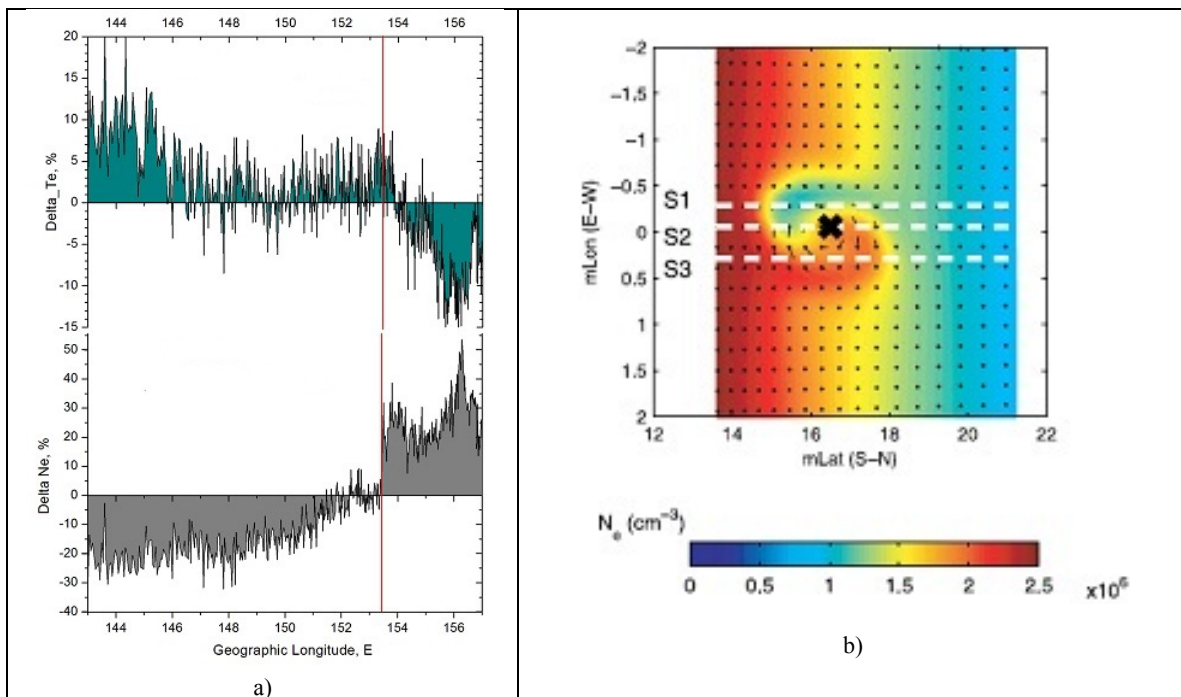 144 146 148 150 152 154 156
20
15
10
5
0
-5
-10
-15
Delta_Te, %
50
40
30
20
10
0
-10
-20
-30
-40
Delta Ne, %
144 146 148 150 152 154 156
Geographic Longitude, E
a)
-2
-1.5
-1
-0.5
0
0.5
1
1.5
2
mLon (E-W)
S1
S2
S3
12 14 16 18 20 22
mLat (S-N)
N_e (cm⁻³)
0 0.5 1 1.5 2 2.5 x10⁶
b)